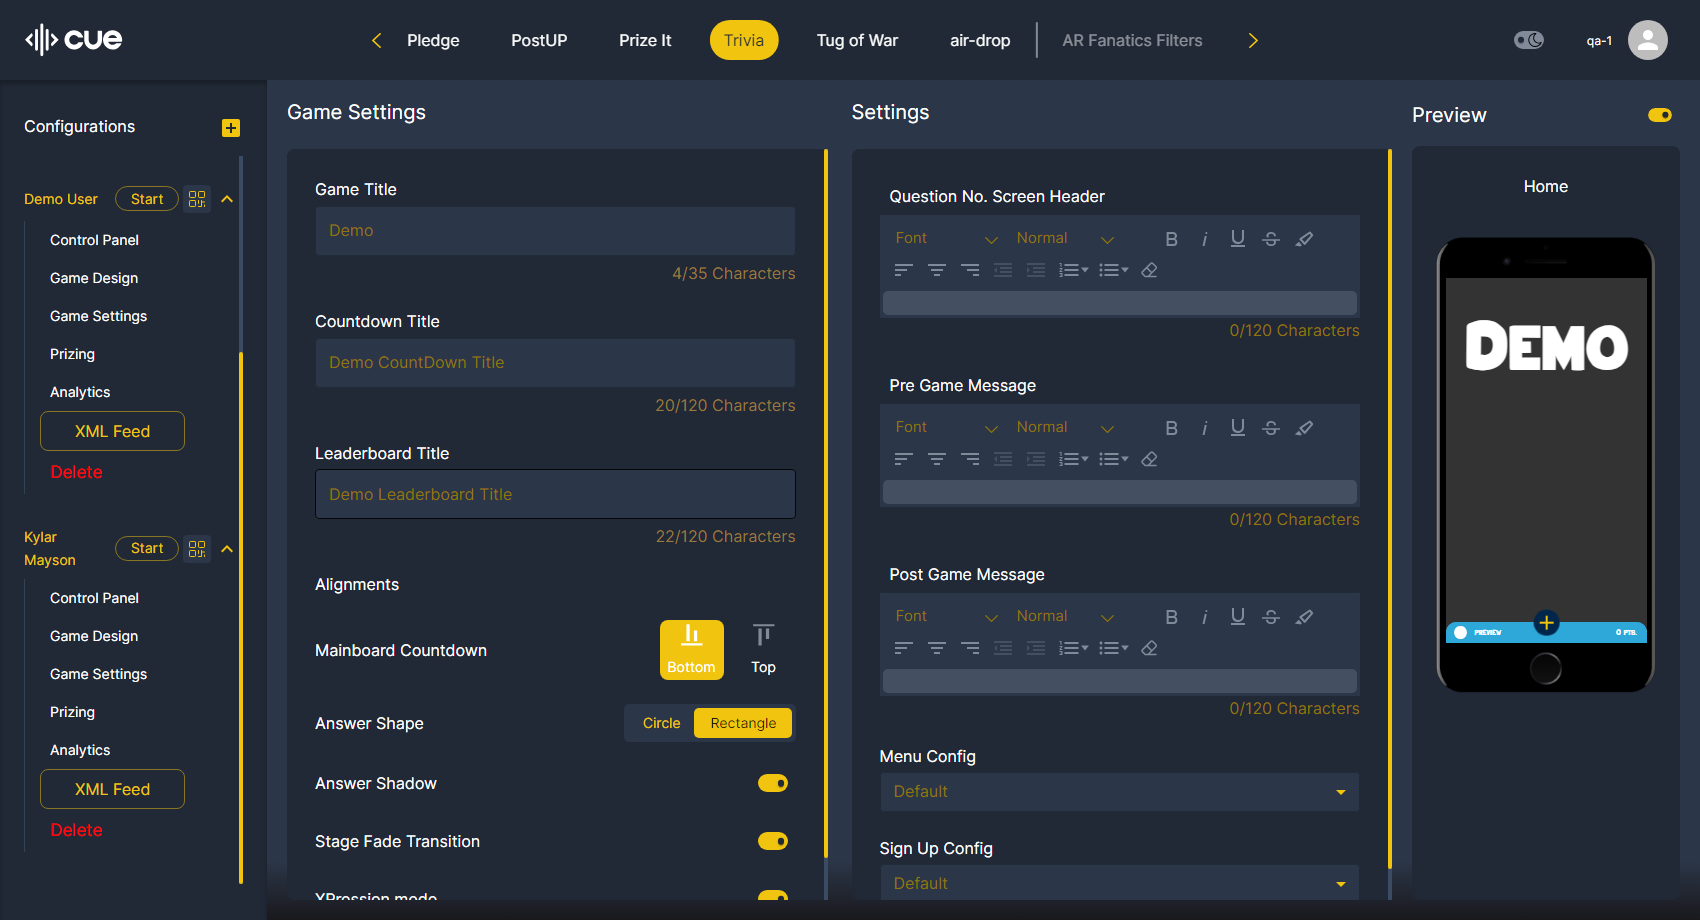 cue
Pledge
PostUP
Prize It
Trivia
Tug of War
air-drop
AR Fanatics Filters
qa-1
Configurations
Demo User
Start
Control Panel
Game Design
Game Settings
Prizing
Analytics
XML Feed
Delete
Kylar
Mayson
Start
Control Panel
Game Design
Game Settings
Prizing
Analytics
XML Feed
Delete
Game Settings
Game Title
Demo
4/35 Characters
Countdown Title
Demo CountDown Title
20/120 Characters
Leaderboard Title
Demo Leaderboard Title
22/120 Characters
Alignments
Mainboard Countdown
Bottom
Top
Answer Shape
Circle
Rectangle
Answer Shadow
Stage Fade Transition
XPression mode
Settings
Question No. Screen Header
Font
Normal
B i U S
0/120 Characters
Pre Game Message
Font
Normal
B i U S
0/120 Characters
Post Game Message
Font
Normal
B i U S
0/120 Characters
Menu Config
Default
Sign Up Config
Default
Preview
Home
DEMO
PREVIEW
0 PTS.